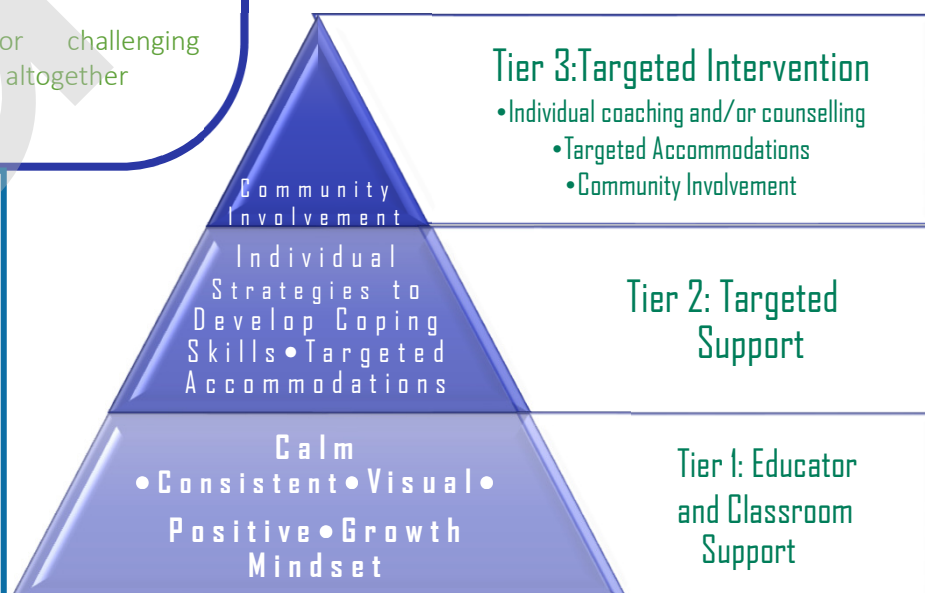 or challenging
altogether
Tier 3:Targeted Intervention
•Individual coaching and/or counselling
•Targeted Accommodations
•Community Involvement
Community
Involvement
Individual
Strategies to
Develop Coping
Skills•Targeted
Accommodations
Tier 2: Targeted
Support
Calm
•Consistent•Visual•
Positive•Growth
Mindset
Tier 1: Educator
and Classroom
Support